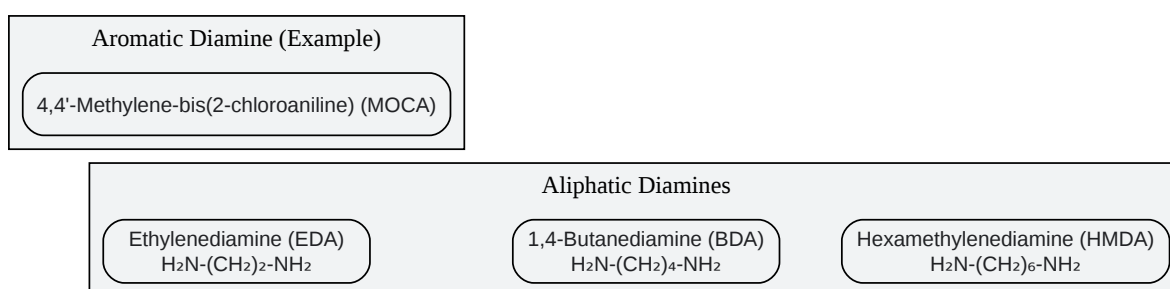 Aromatic Diamine (Example)
4,4'-Methylene-bis(2-chloroaniline) (MOCA)
Aliphatic Diamines
Ethylenediamine (EDA)
H₂N-(CH₂)₂-NH₂
1,4-Butanediamine (BDA)
H₂N-(CH₂)₄-NH₂
Hexamethylenediamine (HMDA)
H₂N-(CH₂)₆-NH₂